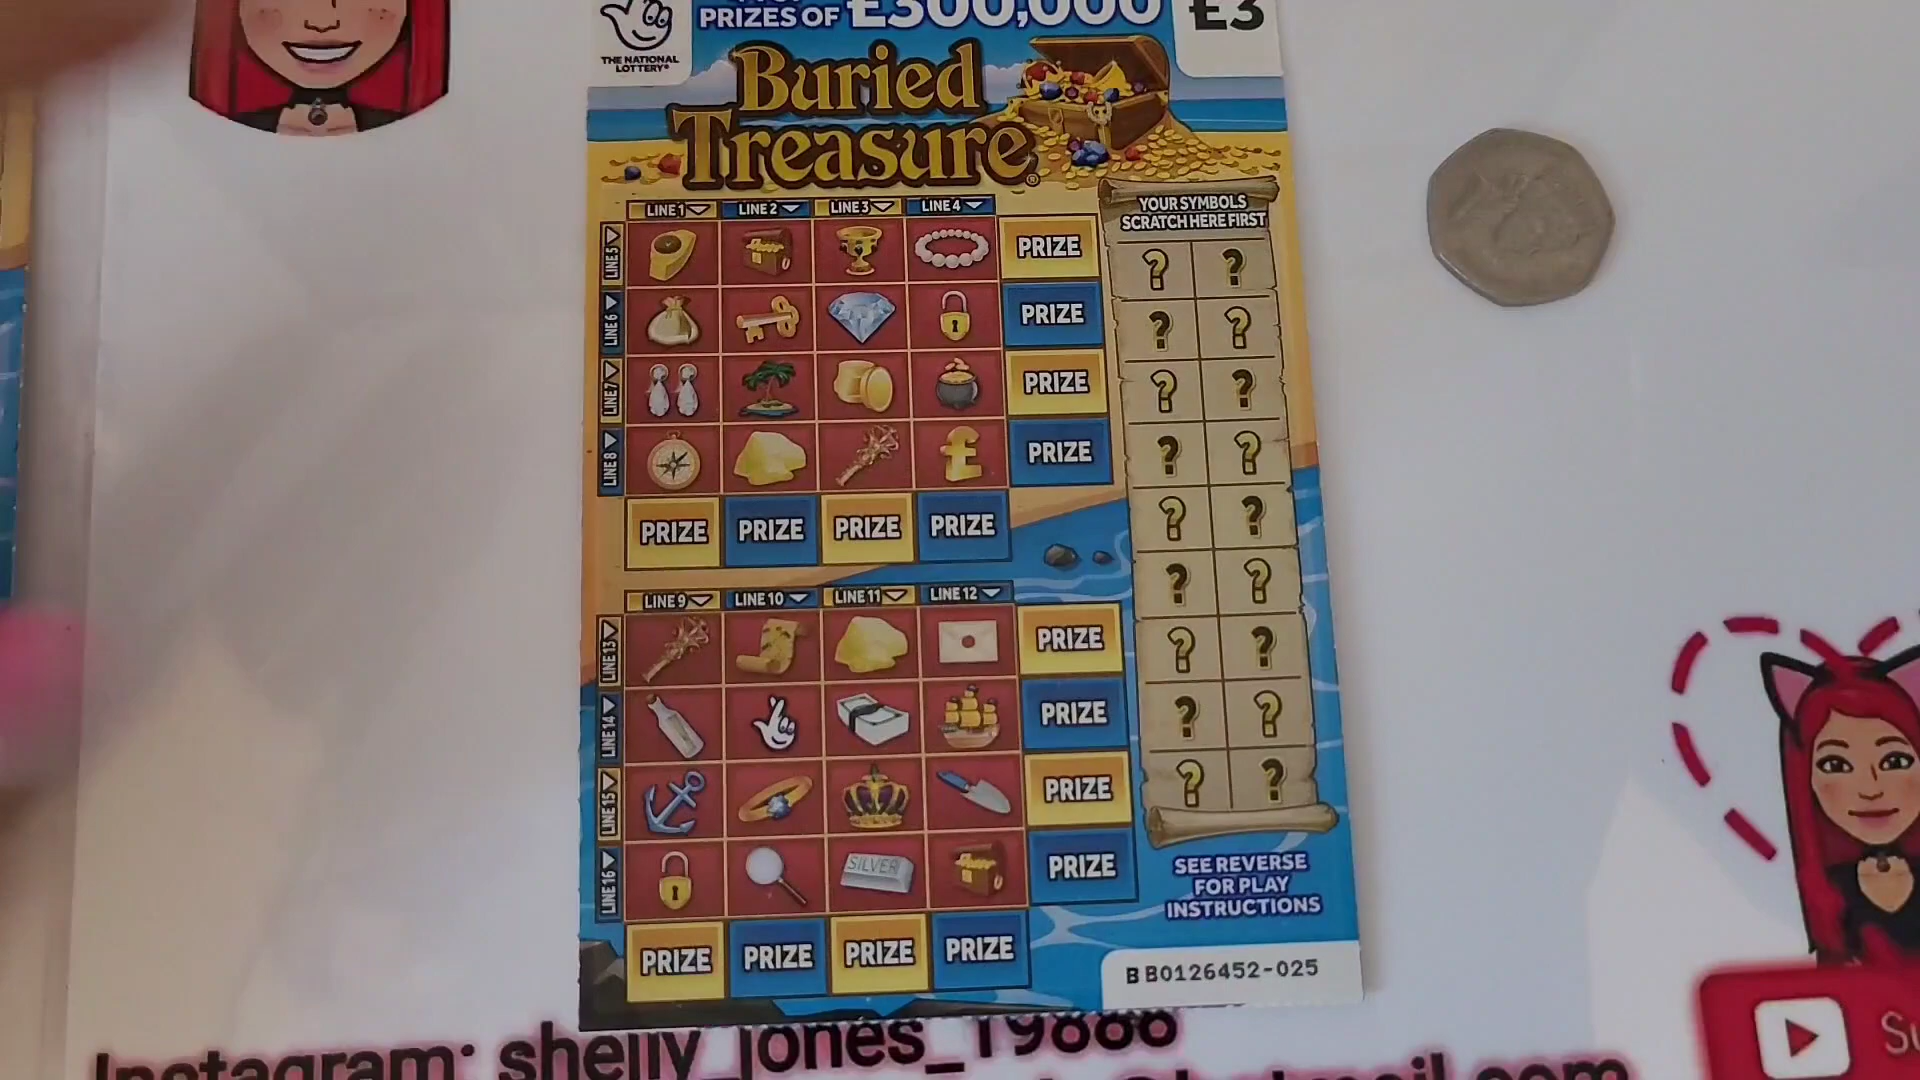 PRIZES OF £300,000
£3
THE NATIONAL
LOTTERY®
Buried
Treasure®
LINE 1 LINE 2 LINE 3 LINE 4
YOUR SYMBOLS
SCRATCH HERE FIRST
LINE 5 PRIZE
LINE 6 PRIZE
LINE 7 PRIZE
LINE 8 £ PRIZE
PRIZE PRIZE PRIZE PRIZE
? ?
? ?
? ?
? ?
? ?
? ?
? ?
? ?
? ?
LINE 9 LINE 10 LINE 11 LINE 12
LINE 13 PRIZE
LINE 14 PRIZE
LINE 15 PRIZE
LINE 16 SILVER PRIZE
PRIZE PRIZE PRIZE PRIZE
SEE REVERSE
FOR PLAY
INSTRUCTIONS
BB0126452-025
Instagram: shelly_jones_19888